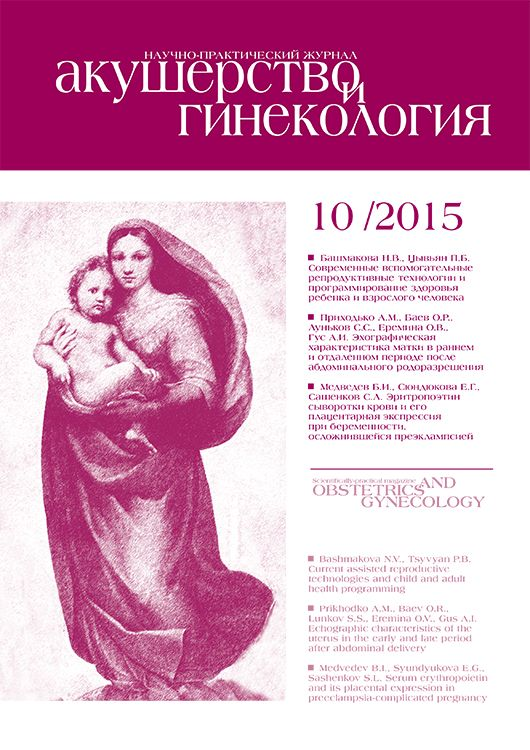 НАУЧНО-ПРАКТИЧЕСКИЙ ЖУРНАЛ
акушерство и
гинекология
10 /2015
Башмакова Н.В., Цывьян П.Б.
Современные вспомогательные
репродуктивные технологии и
программирование здоровья
ребенка и взрослого человека
Приходько А.М., Баев О.Р.,
Луньков С.С., Еремина О.В.,
Гус А.И. Эхографическая
характеристика матки в раннем
и отдаленном периоде после
абдоминального родоразрешения
Медведев Б.И., Сюндюкова Е.Г.,
Сашенков С.Л. Эритропоэтин
сыворотки крови и его
плацентарная экспрессия
при беременности,
осложнившейся преэклампсией
Scientifically-practical magazine
OBSTETRICS AND
GYNECOLOGY
Bashmakova N.V., Tsyvyan P.B.
Current assisted reproductive
technologies and child and adult
health programming
Prikhodko A.M., Baev O.R.,
Lunkov S.S., Eremina O.V., Gus A.I.
Echographic characteristics of the
uterus in the early and late period
after abdominal delivery
Medvedev B.I., Syundyukova E.G.,
Sashenkov S.L. Serum erythropoietin
and its placental expression in
preeclampsia-complicated pregnancy